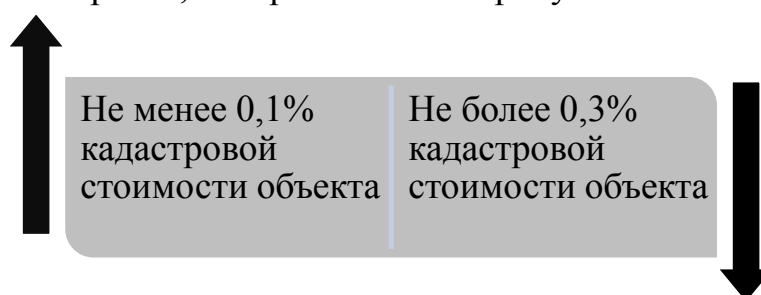 Не менее 0,1%
кадастровой
стоимости объекта
Не более 0,3%
кадастровой
стоимости объекта